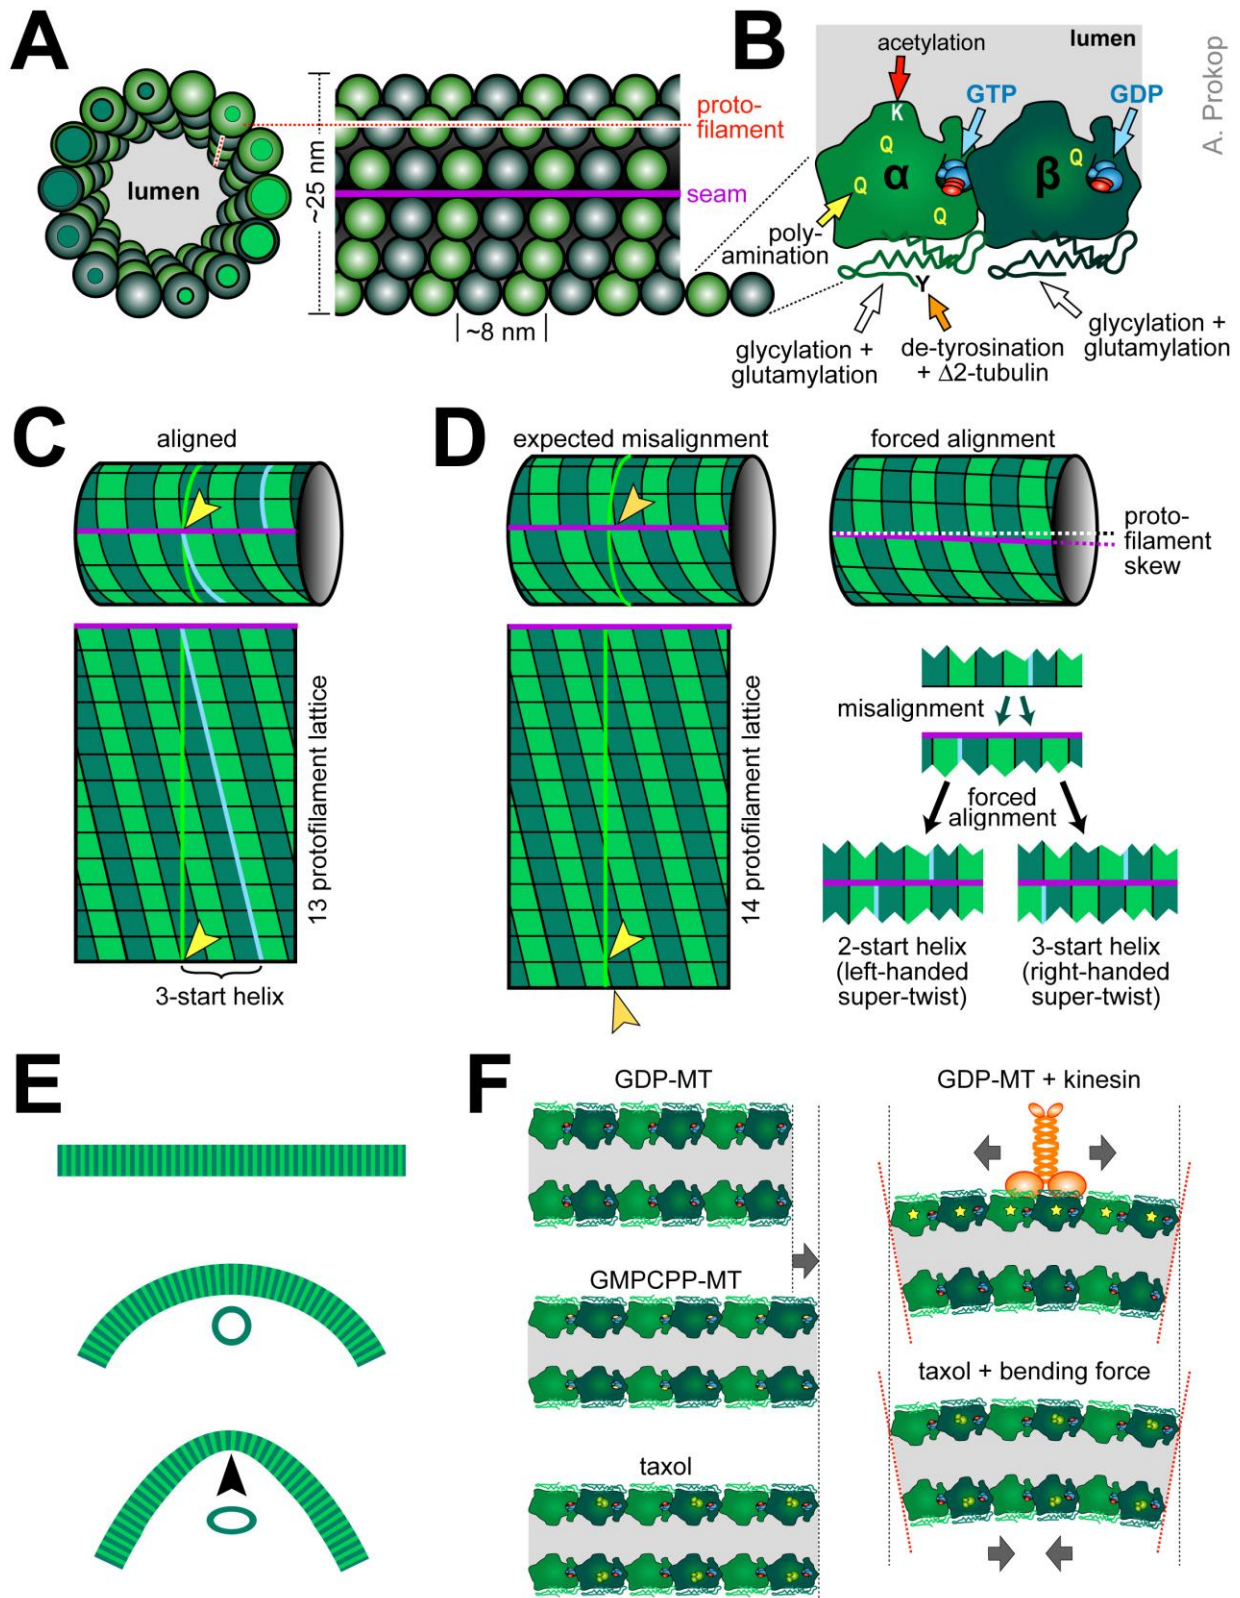 A
lumen
~25 nm
proto-
filament
seam
~8 nm
B
acetylation
lumen
GTP
GDP
K
Q
Q
Q
Q
α
β
poly-
amination
Y
glycylation +
glutamylation
de-tyrosination
+ Δ2-tubulin
glycylation +
glutamylation
A. Prokop
C
aligned
13 protofilament lattice
3-start helix
D
expected misalignment
forced alignment
proto-
filament
skew
14 protofilament lattice
misalignment
forced
alignment
2-start helix
(left-handed
super-twist)
3-start helix
(right-handed
super-twist)
E
F
GDP-MT
GMPCPP-MT
taxol
GDP-MT + kinesin
taxol + bending force